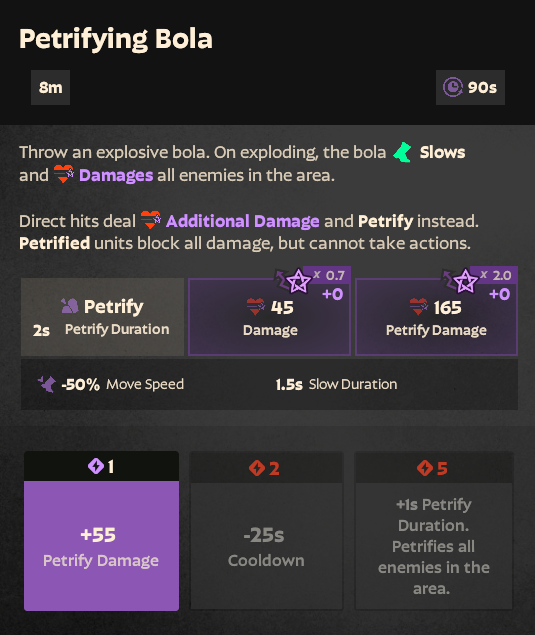 Petrifying Bola
8m
90s
Throw an explosive bola. On exploding, the bola Slows
and Damages all enemies in the area.
Direct hits deal Additional Damage and Petrify instead.
Petrified units block all damage, but cannot take actions.
Petrify
2s Petrify Duration
x 0.7
+0
45
Damage
x 2.0
+0
165
Petrify Damage
-50% Move Speed
1.5s Slow Duration
1
+55
Petrify Damage
2
-25s
Cooldown
5
+1s Petrify
Duration.
Petrifies all
enemies in the
area.